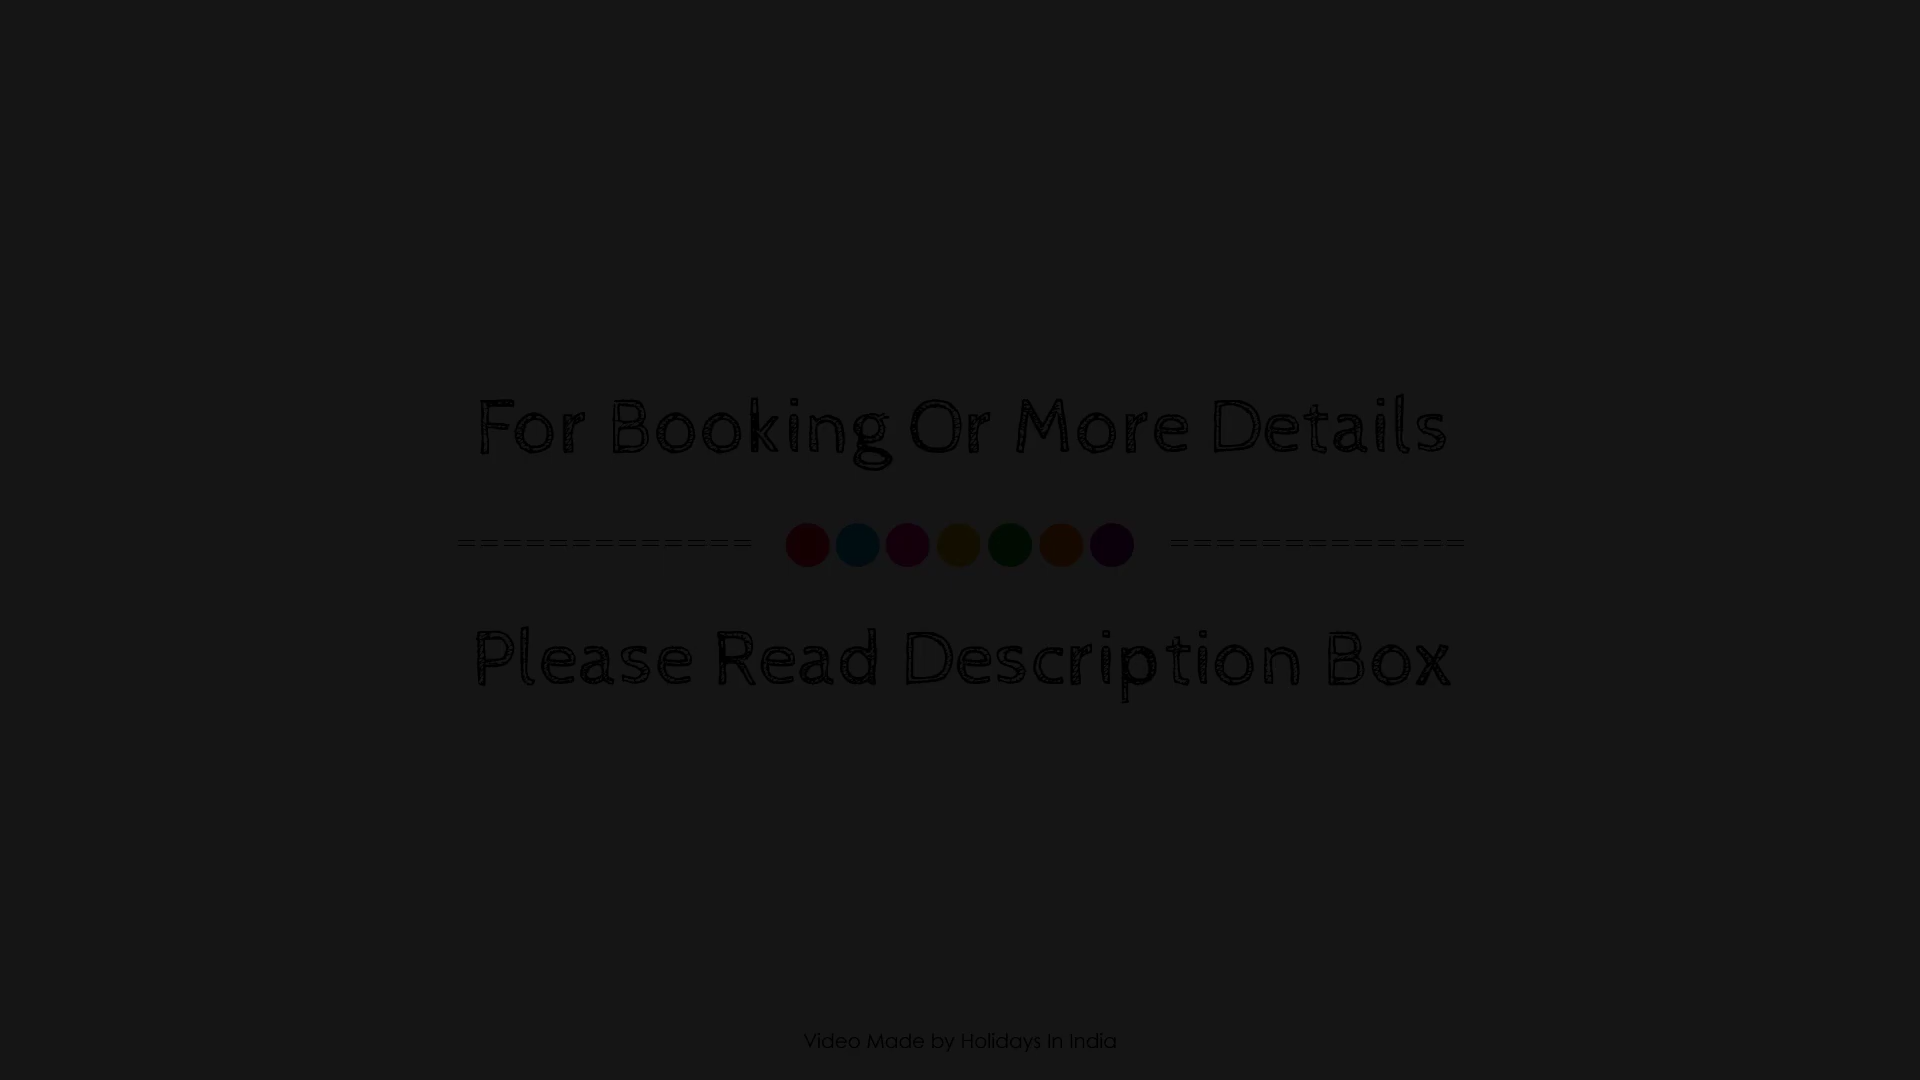 For Booking Or More Details
============= =============
Please Read Description Box
Video Made by Holidays In India